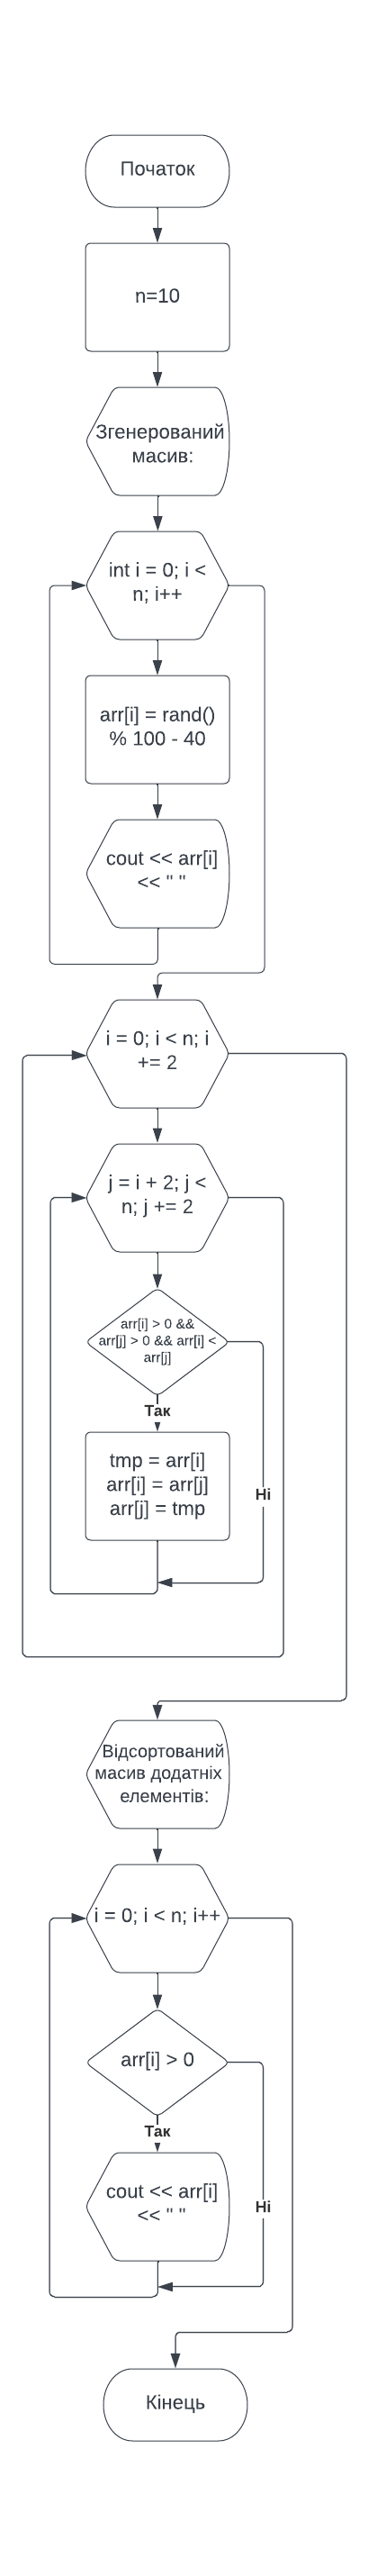 Початок
n=10
Згенерований
масив:
int i = 0; i <
n; i++
arr[i] = rand()
% 100 - 40
cout << arr[i]
<< " "
i = 0; i < n; i
+= 2
j = i + 2; j <
n; j += 2
arr[i] > 0 &&
arr[j] > 0 && arr[i] <
arr[j]
Так
tmp = arr[i]
arr[i] = arr[j]
arr[j] = tmp
Ні
Відсортований
масив додатніх
елементів:
i = 0; i < n; i++
arr[i] > 0
Так
cout << arr[i]
<< " "
Ні
Кінець